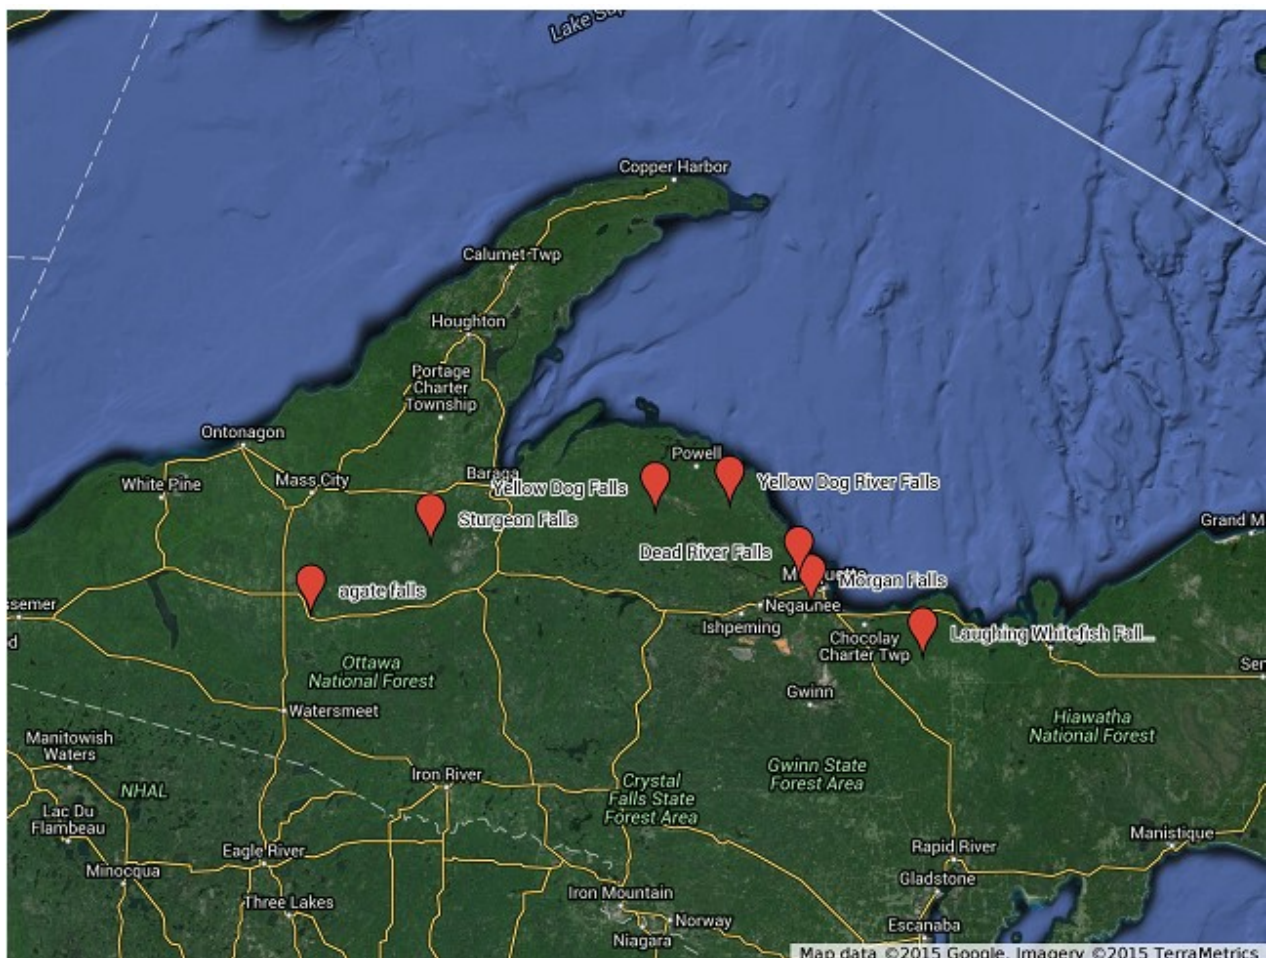 Lake Sup
Copper Harbor
Calumet Twp
Houghton
Portage
Charter
Township
Ontonagon
White Pine
Mass City
Baraga
Powell
Yellow Dog Falls
Yellow Dog River Falls
Sturgeon Falls
Grand M
Dead River Falls
Morgan Falls
agate falls
ssemer
d
Negaunee
Ishpeming
Chocolay
Charter Twp
Laughing Whitefish Fall...
Ottawa
National Forest
Sen
Gwinn
Watersmeet
Hiawatha
National Forest
Manitowish
Waters
NHAL
Iron River
Crystal
Falls State
Forest Area
Gwinn State
Forest Area
Lac Du
Flambeau
Eagle River
Minocqua
Three Lakes
Iron Mountain
Norway
Niagara
Rapid River
Gladstone
Manistique
Escanaba
Map data ©2015 Google, Imagery ©2015 TerraMetrics